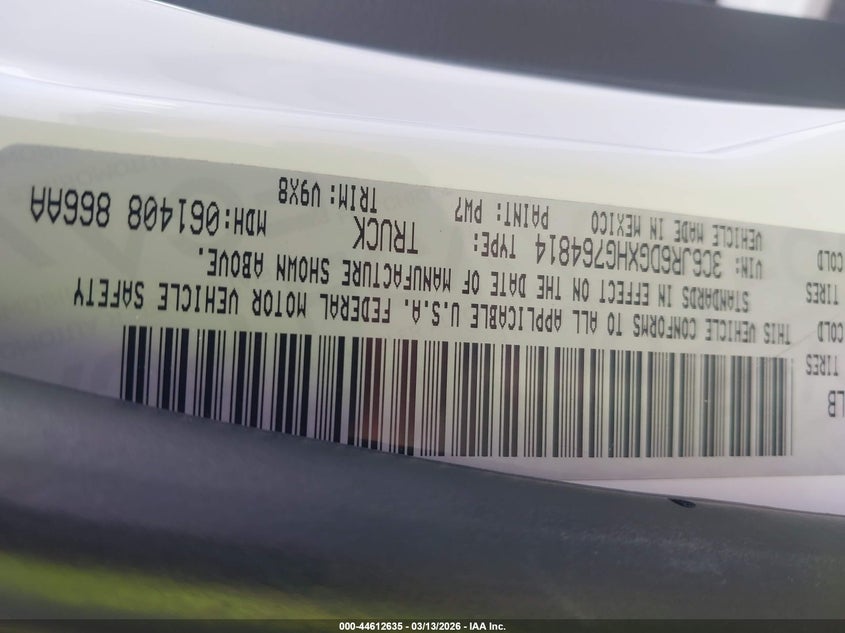 LB
TIRES
COLD
TIRES
COLD
THIS VEHICLE CONFORMS TO ALL APPLICABLE U.S.A. FEDERAL MOTOR VEHICLE SAFETY
STANDARDS IN EFFECT ON THE DATE OF MANUFACTURE SHOWN ABOVE.
VIN: 3C6JR6DGXHG764814 TYPE: TRUCK
VEHICLE MADE IN MEXICO PAINT: PW7 TRIM: V9X8 MDH:061408 866AA
000-44612635 - 03/13/2026 - IAA Inc.